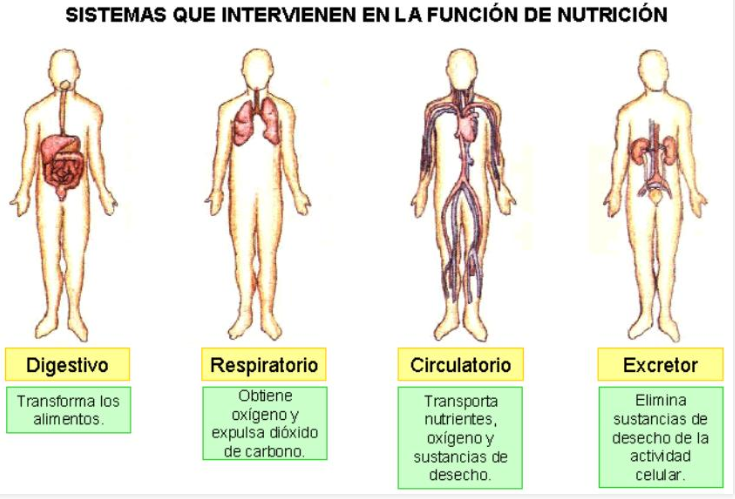 SISTEMAS QUE INTERVIENEN EN LA FUNCIÓN DE NUTRICIÓN
Digestivo
Transforma los
alimentos.
Respiratorio
Obtiene
oxígeno y
expulsa dióxido
de carbono.
Circulatorio
Transporta
nutrientes,
oxígeno y
sustancias de
desecho.
Excretor
Elimina
sustancias de
desecho de la
actividad
celular.